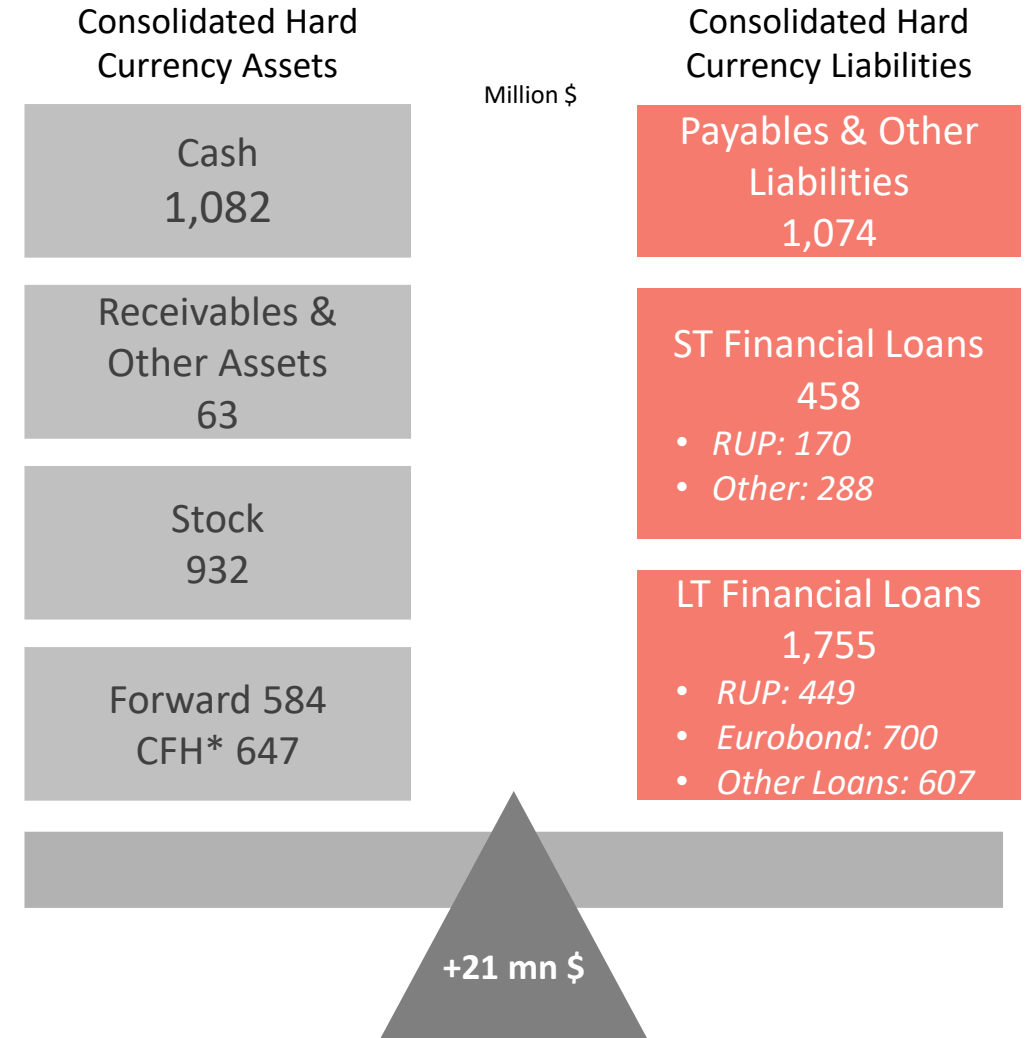 Consolidated Hard
Currency Assets
Cash
1,082
Receivables &
Other Assets
63
Stock
932
Forward 584
CFH* 647
Million $
Consolidated Hard
Currency Liabilities
Payables & Other
Liabilities
1,074
ST Financial Loans
458
• RUP: 170
• Other: 288
LT Financial Loans
1,755
• RUP: 449
• Eurobond: 700
• Other Loans: 607
+21 mn $